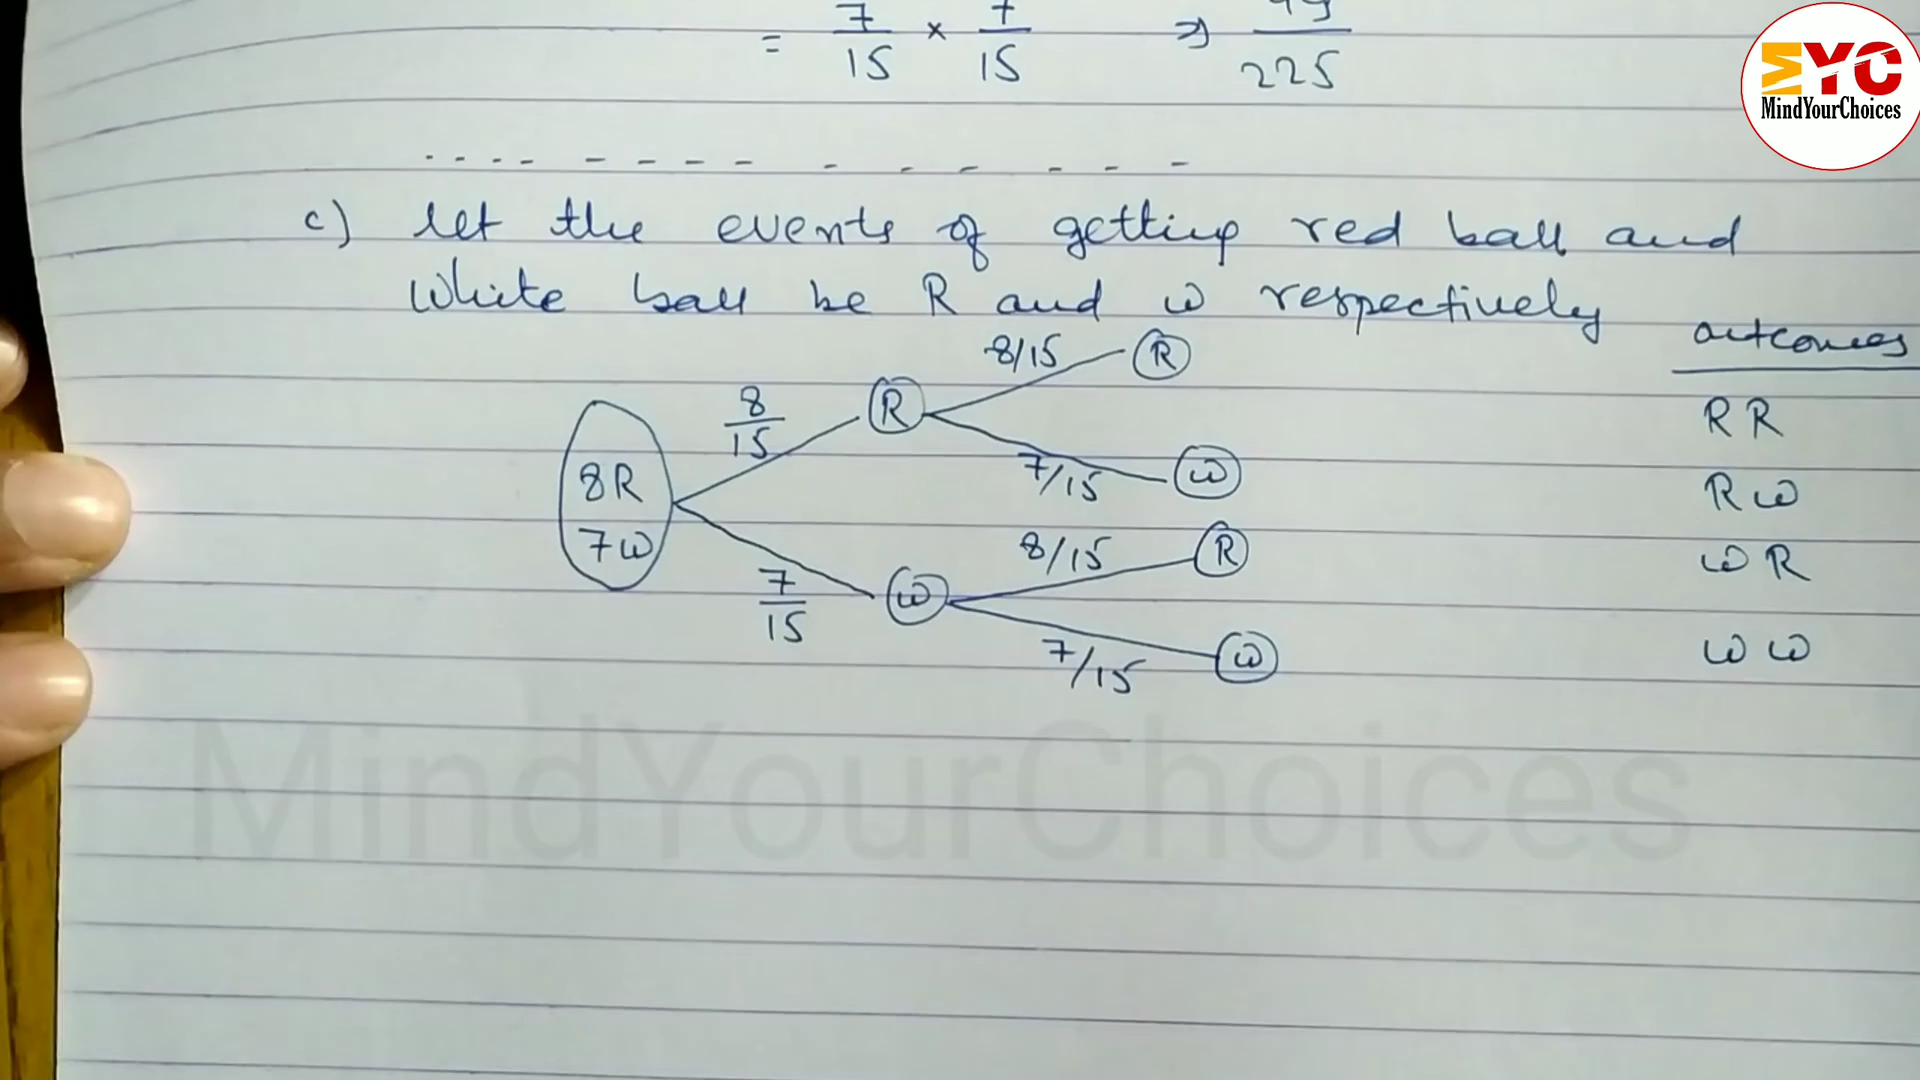 = 7/15 × 7/15 ⇒ 49/225
MYC
MindYourChoices
c) let the events of getting red ball and
white ball be R and W respectively
outcomes
8/15 R
8/15 R
RR
8R
7/15 W
RW
7W
8/15 R
WR
7/15 W
7/15 W
WW
MindYourChoices